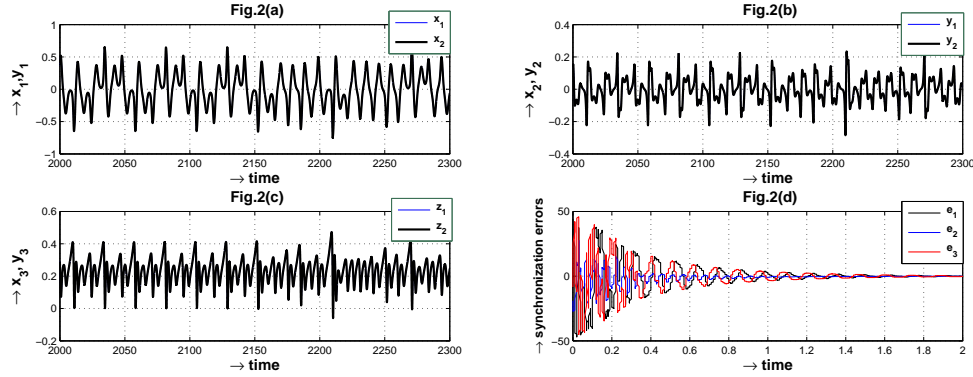 Fig.2(a)
→ x1,y1
x1
x2
1
0.5
0
−0.5
−1
2000 2050 2100 2150 2200 2250 2300
→ time
Fig.2(b)
→ x2, y2
y1
y2
0.4
0.2
0
−0.2
−0.4
2000 2050 2100 2150 2200 2250 2300
→ time
Fig.2(c)
→ x3, y3
z1
z2
0.6
0.4
0.2
0
−0.2
2000 2050 2100 2150 2200 2250 2300
→ time
Fig.2(d)
→ synchronization errors
e1
e2
e3
50
0
−50
0 0.2 0.4 0.6 0.8 1 1.2 1.4 1.6 1.8 2
→ time